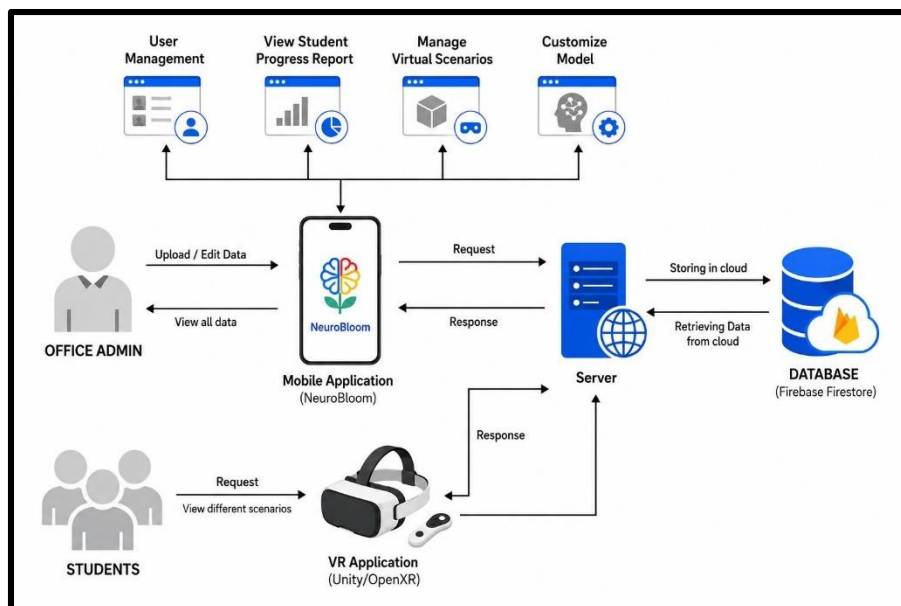 User
Management
View Student
Progress Report
Manage
Virtual Scenarios
Customize
Model
Upload / Edit Data
View all data
OFFICE ADMIN
NeuroBloom
Mobile Application
(NeuroBloom)
Request
Response
Server
Storing in cloud
Retrieving Data
from cloud
DATABASE
(Firebase Firestore)
Response
Request
View different scenarios
STUDENTS
VR Application
(Unity/OpenXR)